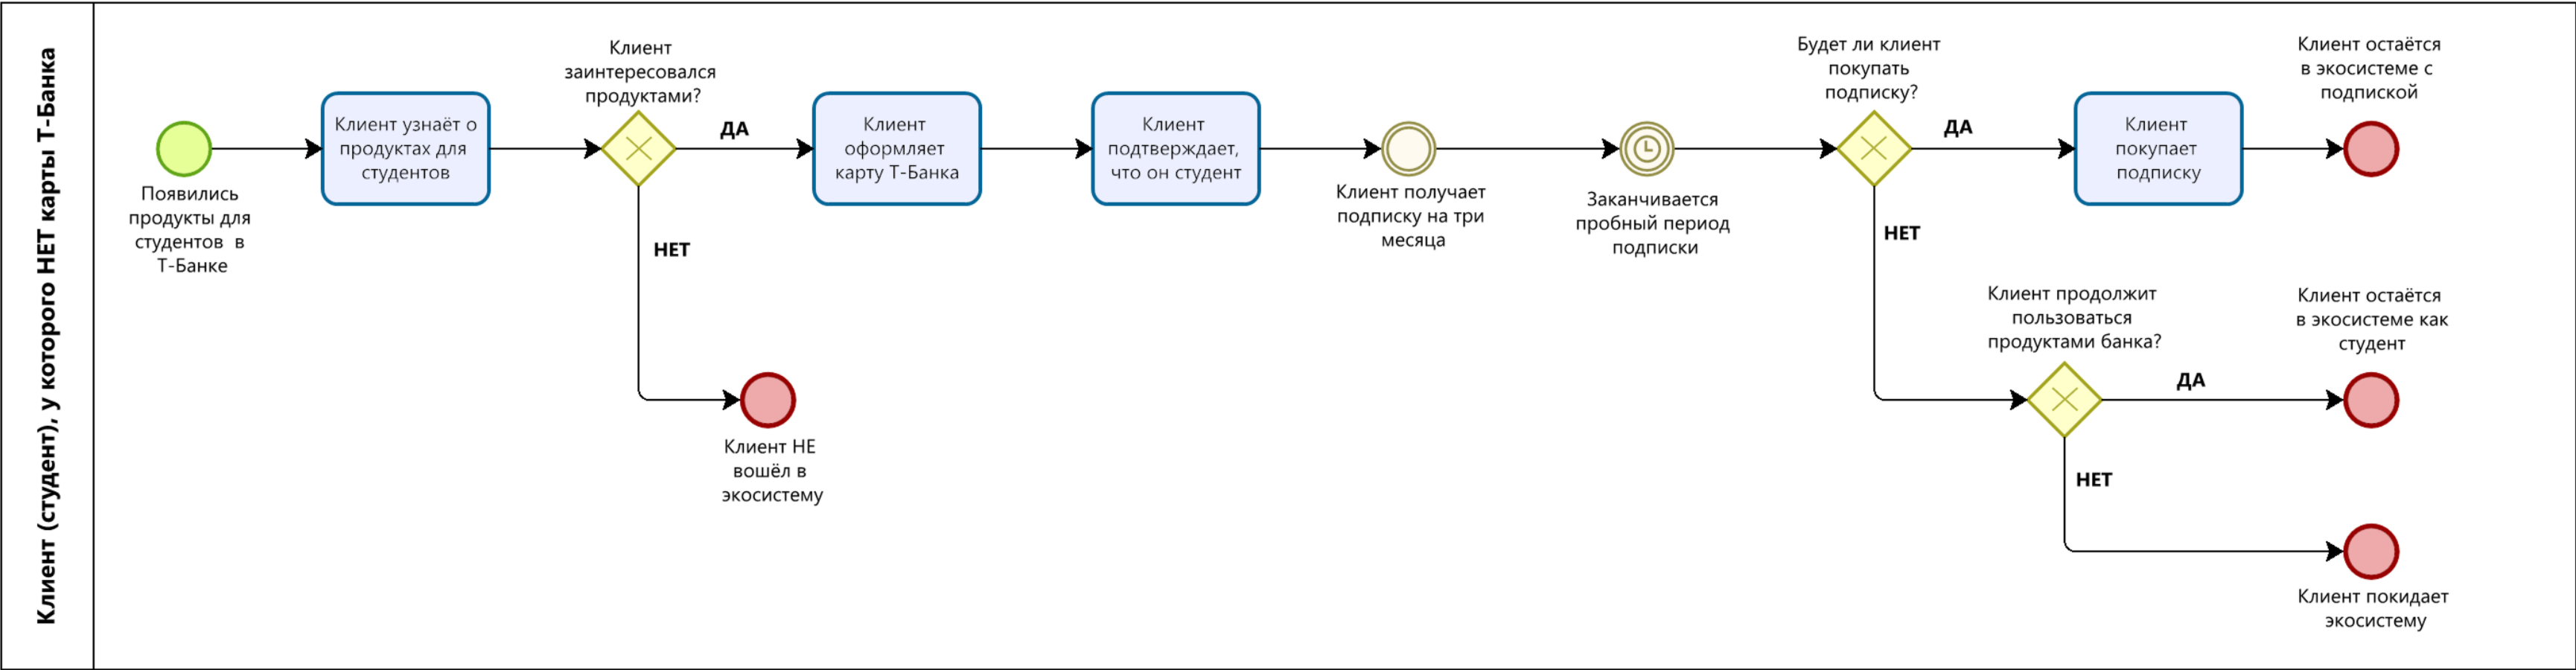 Клиент (студент), у которого НЕТ карты Т-Банка
Появились
продукты для
студентов в
Т-Банке
Клиент узнаёт о
продуктах для
студентов
Клиент
заинтересовался
продуктами?
ДА
НЕТ
Клиент НЕ
вошёл в
экосистему
Клиент
оформляет
карту Т-Банка
Клиент
подтверждает,
что он студент
Клиент получает
подписку на три
месяца
Заканчивается
пробный период
подписки
Будет ли клиент
покупать
подписку?
ДА
НЕТ
Клиент
покупает
подписку
Клиент остаётся
в экосистеме с
подпиской
Клиент продолжит
пользоваться
продуктами банка?
ДА
НЕТ
Клиент остаётся
в экосистеме как
студент
Клиент покидает
экосистему